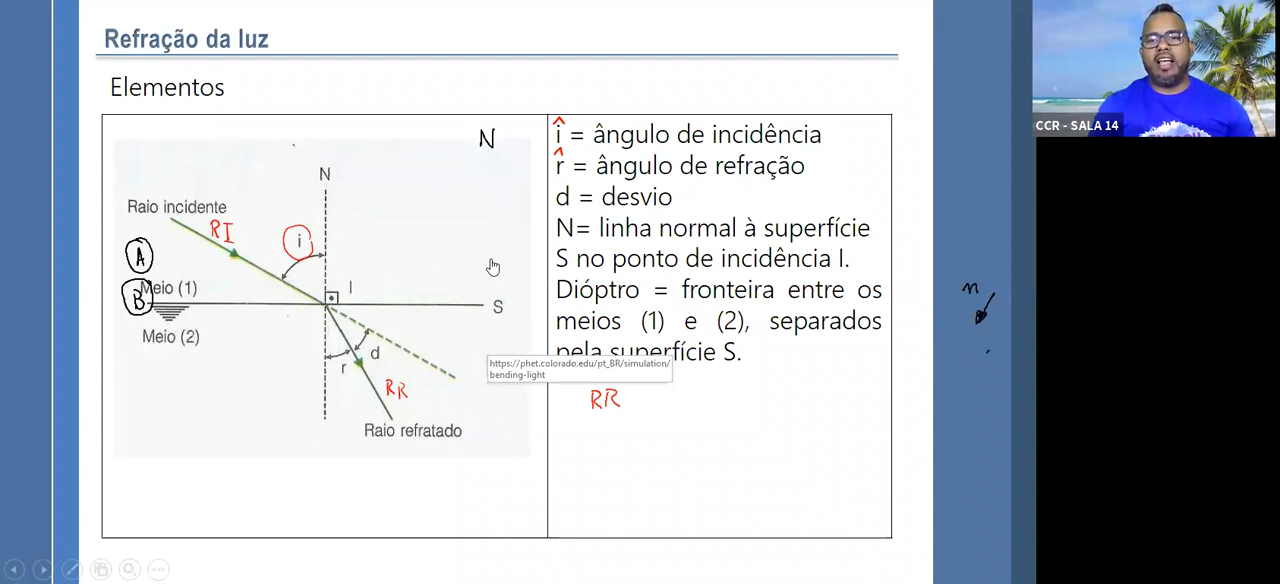 Refração da luz
Elementos
N
N
Raio incidente
RI
i
A
B
Meio (1)
I
S
Meio (2)
d
r
RR
Raio refratado
i = ângulo de incidência
r = ângulo de refração
d = desvio
N= linha normal à superfície
S no ponto de incidência I.
Dióptro = fronteira entre os
meios (1) e (2), separados
pela superfície S.
https://phet.colorado.edu/pt_BR/simulation/
bending-light
RR
n
CCR - SALA 14